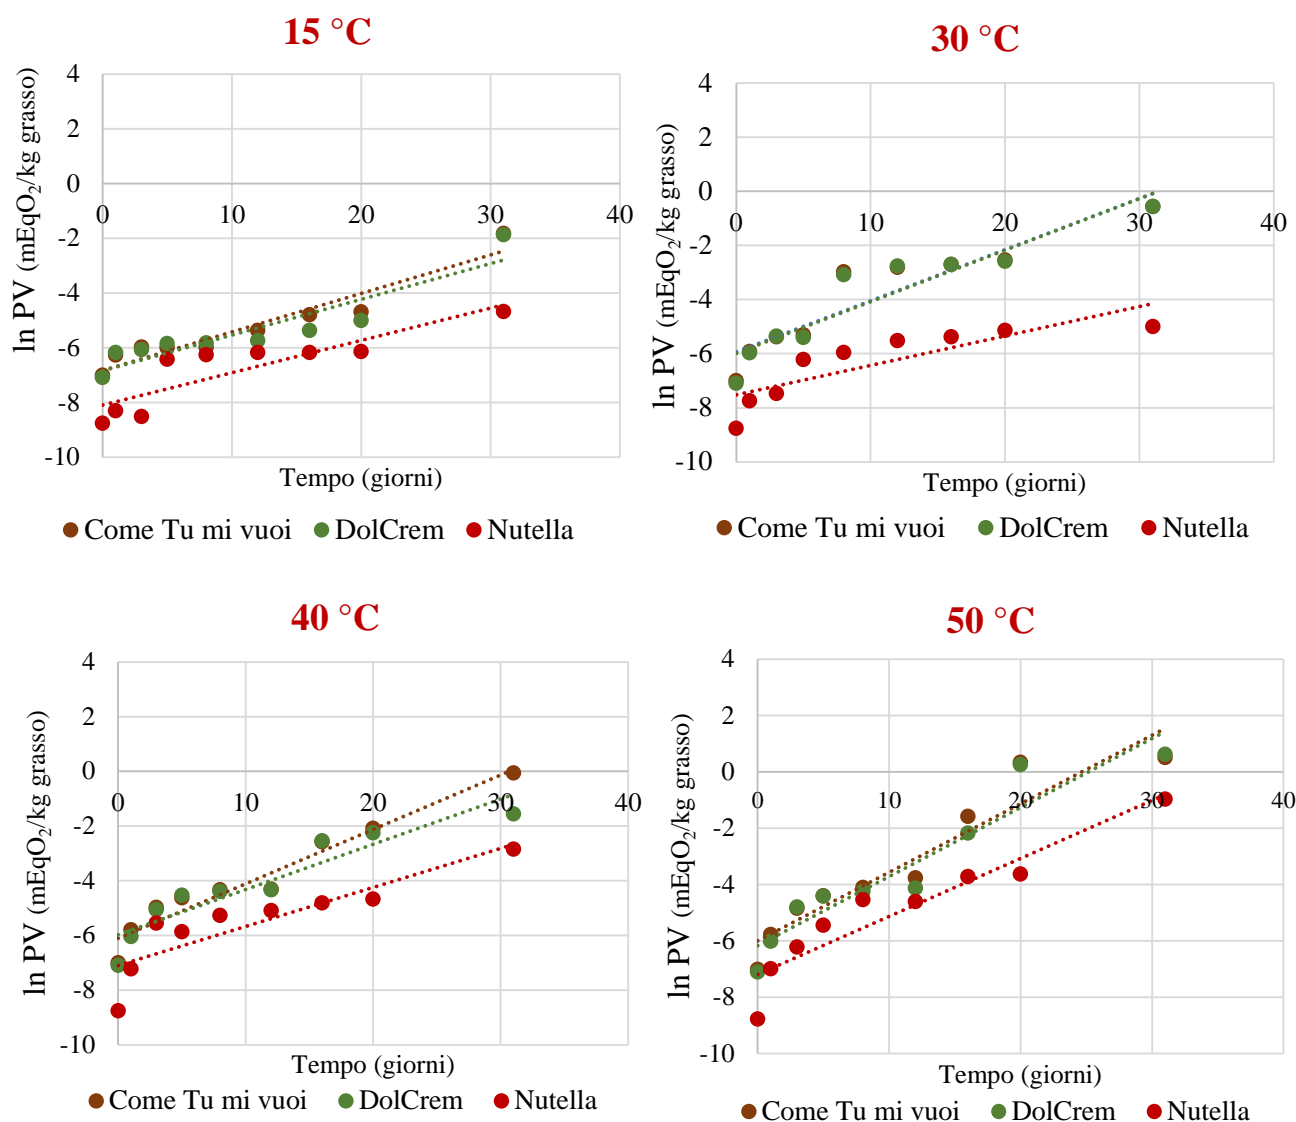 15 °C
ln PV (mEqO₂/kg grasso)
4
2
0
-2
-4
-6
-8
-10
0 10 20 30 40
Tempo (giorni)
Come Tu mi vuoi DolCrem Nutella
30 °C
ln PV (mEqO₂/kg grasso)
4
2
0
-2
-4
-6
-8
-10
0 10 20 30 40
Tempo (giorni)
Come Tu mi vuoi DolCrem Nutella
40 °C
ln PV (mEqO₂/kg grasso)
4
2
0
-2
-4
-6
-8
-10
0 10 20 30 40
Tempo (giorni)
Come Tu mi vuoi DolCrem Nutella
50 °C
ln PV (mEqO₂/kg grasso)
4
2
0
-2
-4
-6
-8
-10
0 10 20 30 40
Tempo (giorni)
Come Tu mi vuoi DolCrem Nutella